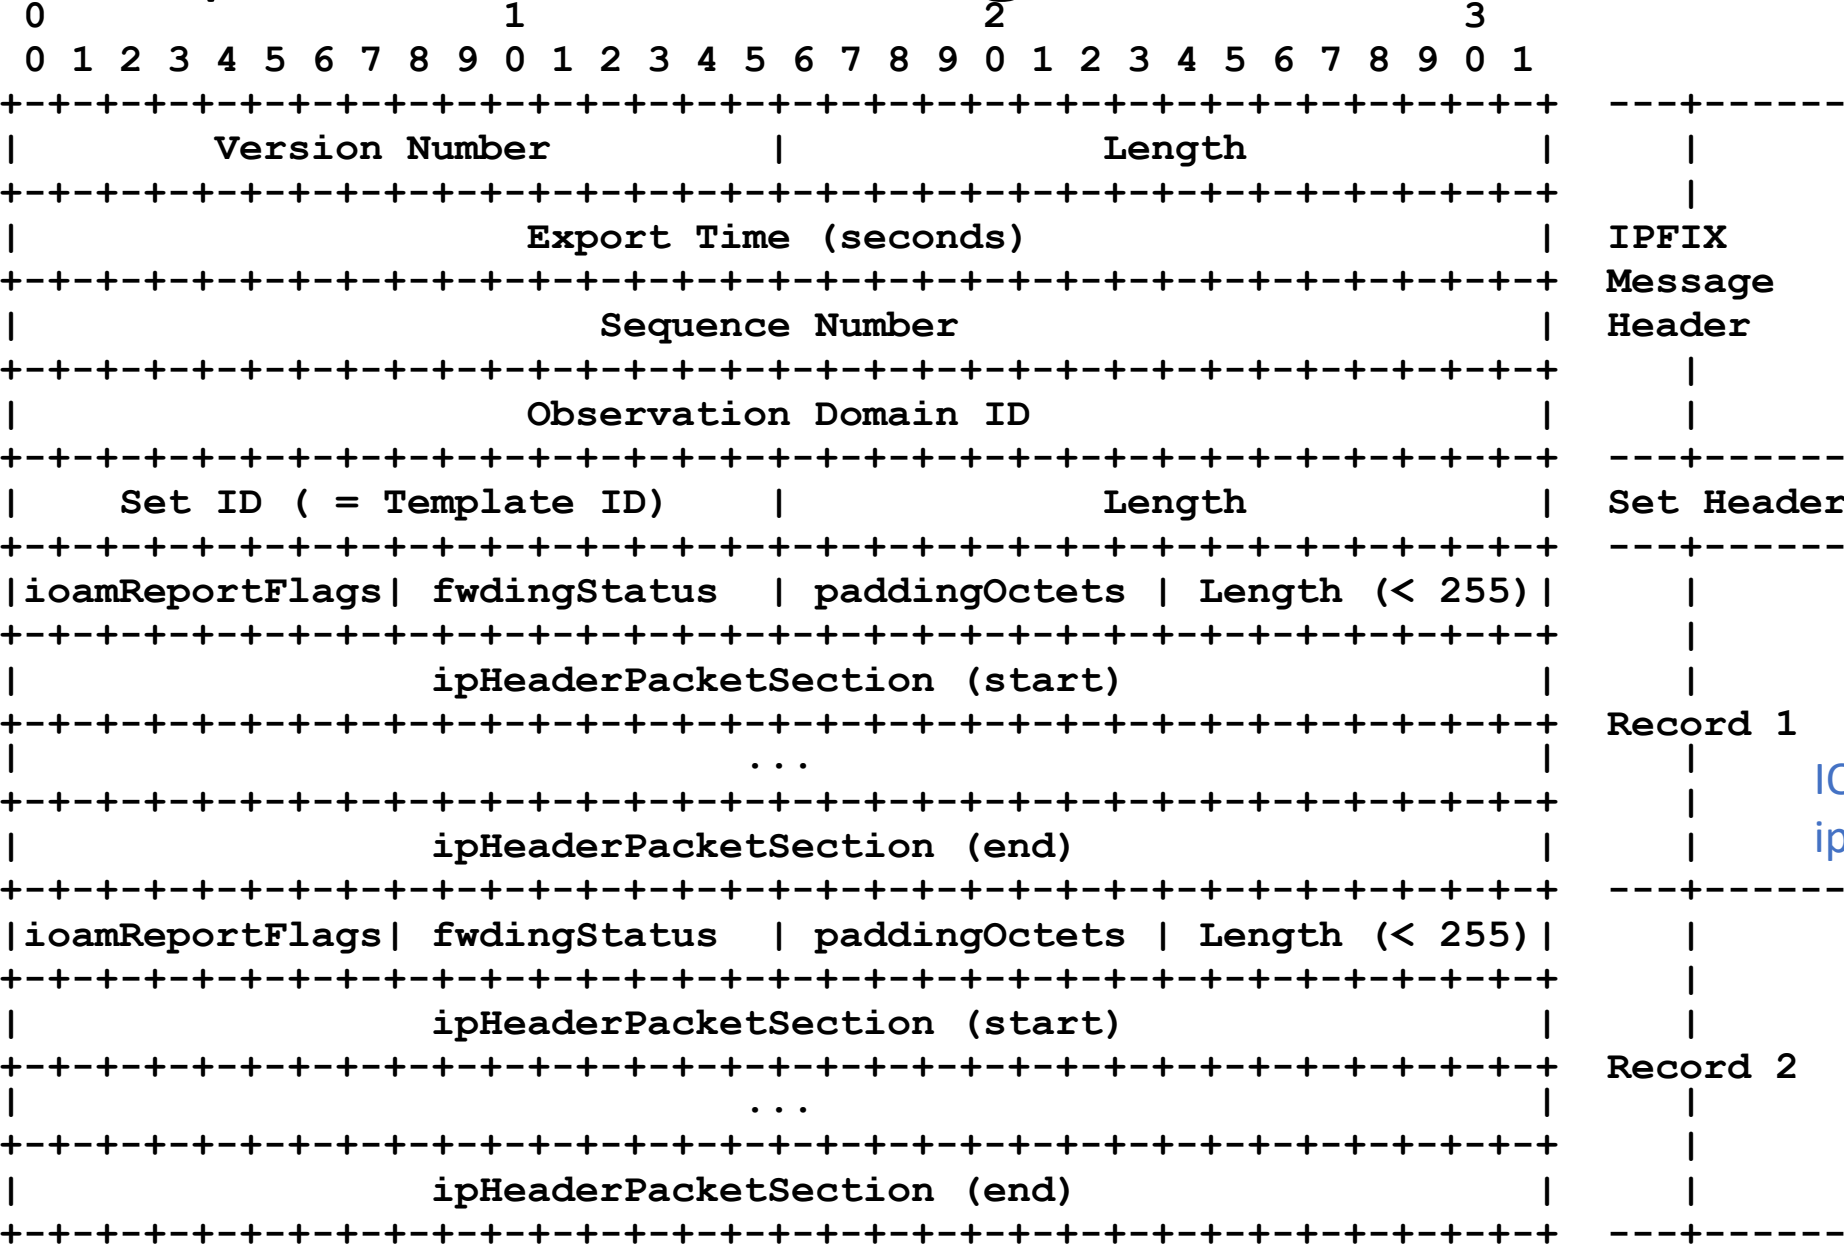 0                   1                   2                   3
0 1 2 3 4 5 6 7 8 9 0 1 2 3 4 5 6 7 8 9 0 1 2 3 4 5 6 7 8 9 0 1
+-+-+-+-+-+-+-+-+-+-+-+-+-+-+-+-+-+-+-+-+-+-+-+-+-+-+-+-+-+-+-+-+  ---+------
|        Version Number         |             Length            |     |
+-+-+-+-+-+-+-+-+-+-+-+-+-+-+-+-+-+-+-+-+-+-+-+-+-+-+-+-+-+-+-+-+     |
|                     Export Time (seconds)                     |  IPFIX
+-+-+-+-+-+-+-+-+-+-+-+-+-+-+-+-+-+-+-+-+-+-+-+-+-+-+-+-+-+-+-+-+  Message
|                        Sequence Number                        |  Header
+-+-+-+-+-+-+-+-+-+-+-+-+-+-+-+-+-+-+-+-+-+-+-+-+-+-+-+-+-+-+-+-+     |
|                     Observation Domain ID                     |     |
+-+-+-+-+-+-+-+-+-+-+-+-+-+-+-+-+-+-+-+-+-+-+-+-+-+-+-+-+-+-+-+-+  ---+------
|    Set ID ( = Template ID)    |             Length            |  Set Header
+-+-+-+-+-+-+-+-+-+-+-+-+-+-+-+-+-+-+-+-+-+-+-+-+-+-+-+-+-+-+-+-+  ---+------
|ioamReportFlags| fwdingStatus  | paddingOctets | Length (< 255)|     |
+-+-+-+-+-+-+-+-+-+-+-+-+-+-+-+-+-+-+-+-+-+-+-+-+-+-+-+-+-+-+-+-+     |
|                 ipHeaderPacketSection (start)                 |     |
+-+-+-+-+-+-+-+-+-+-+-+-+-+-+-+-+-+-+-+-+-+-+-+-+-+-+-+-+-+-+-+-+  Record 1
|                              ...                              |     |
+-+-+-+-+-+-+-+-+-+-+-+-+-+-+-+-+-+-+-+-+-+-+-+-+-+-+-+-+-+-+-+-+     |
|                 ipHeaderPacketSection (end)                   |     |    ip
+-+-+-+-+-+-+-+-+-+-+-+-+-+-+-+-+-+-+-+-+-+-+-+-+-+-+-+-+-+-+-+-+  ---+------
|ioamReportFlags| fwdingStatus  | paddingOctets | Length (< 255)|     |
+-+-+-+-+-+-+-+-+-+-+-+-+-+-+-+-+-+-+-+-+-+-+-+-+-+-+-+-+-+-+-+-+     |
|                 ipHeaderPacketSection (start)                 |     |
+-+-+-+-+-+-+-+-+-+-+-+-+-+-+-+-+-+-+-+-+-+-+-+-+-+-+-+-+-+-+-+-+  Record 2
|                              ...                              |     |
+-+-+-+-+-+-+-+-+-+-+-+-+-+-+-+-+-+-+-+-+-+-+-+-+-+-+-+-+-+-+-+-+     |
|                 ipHeaderPacketSection (end)                   |     |
+-+-+-+-+-+-+-+-+-+-+-+-+-+-+-+-+-+-+-+-+-+-+-+-+-+-+-+-+-+-+-+-+  ---+------